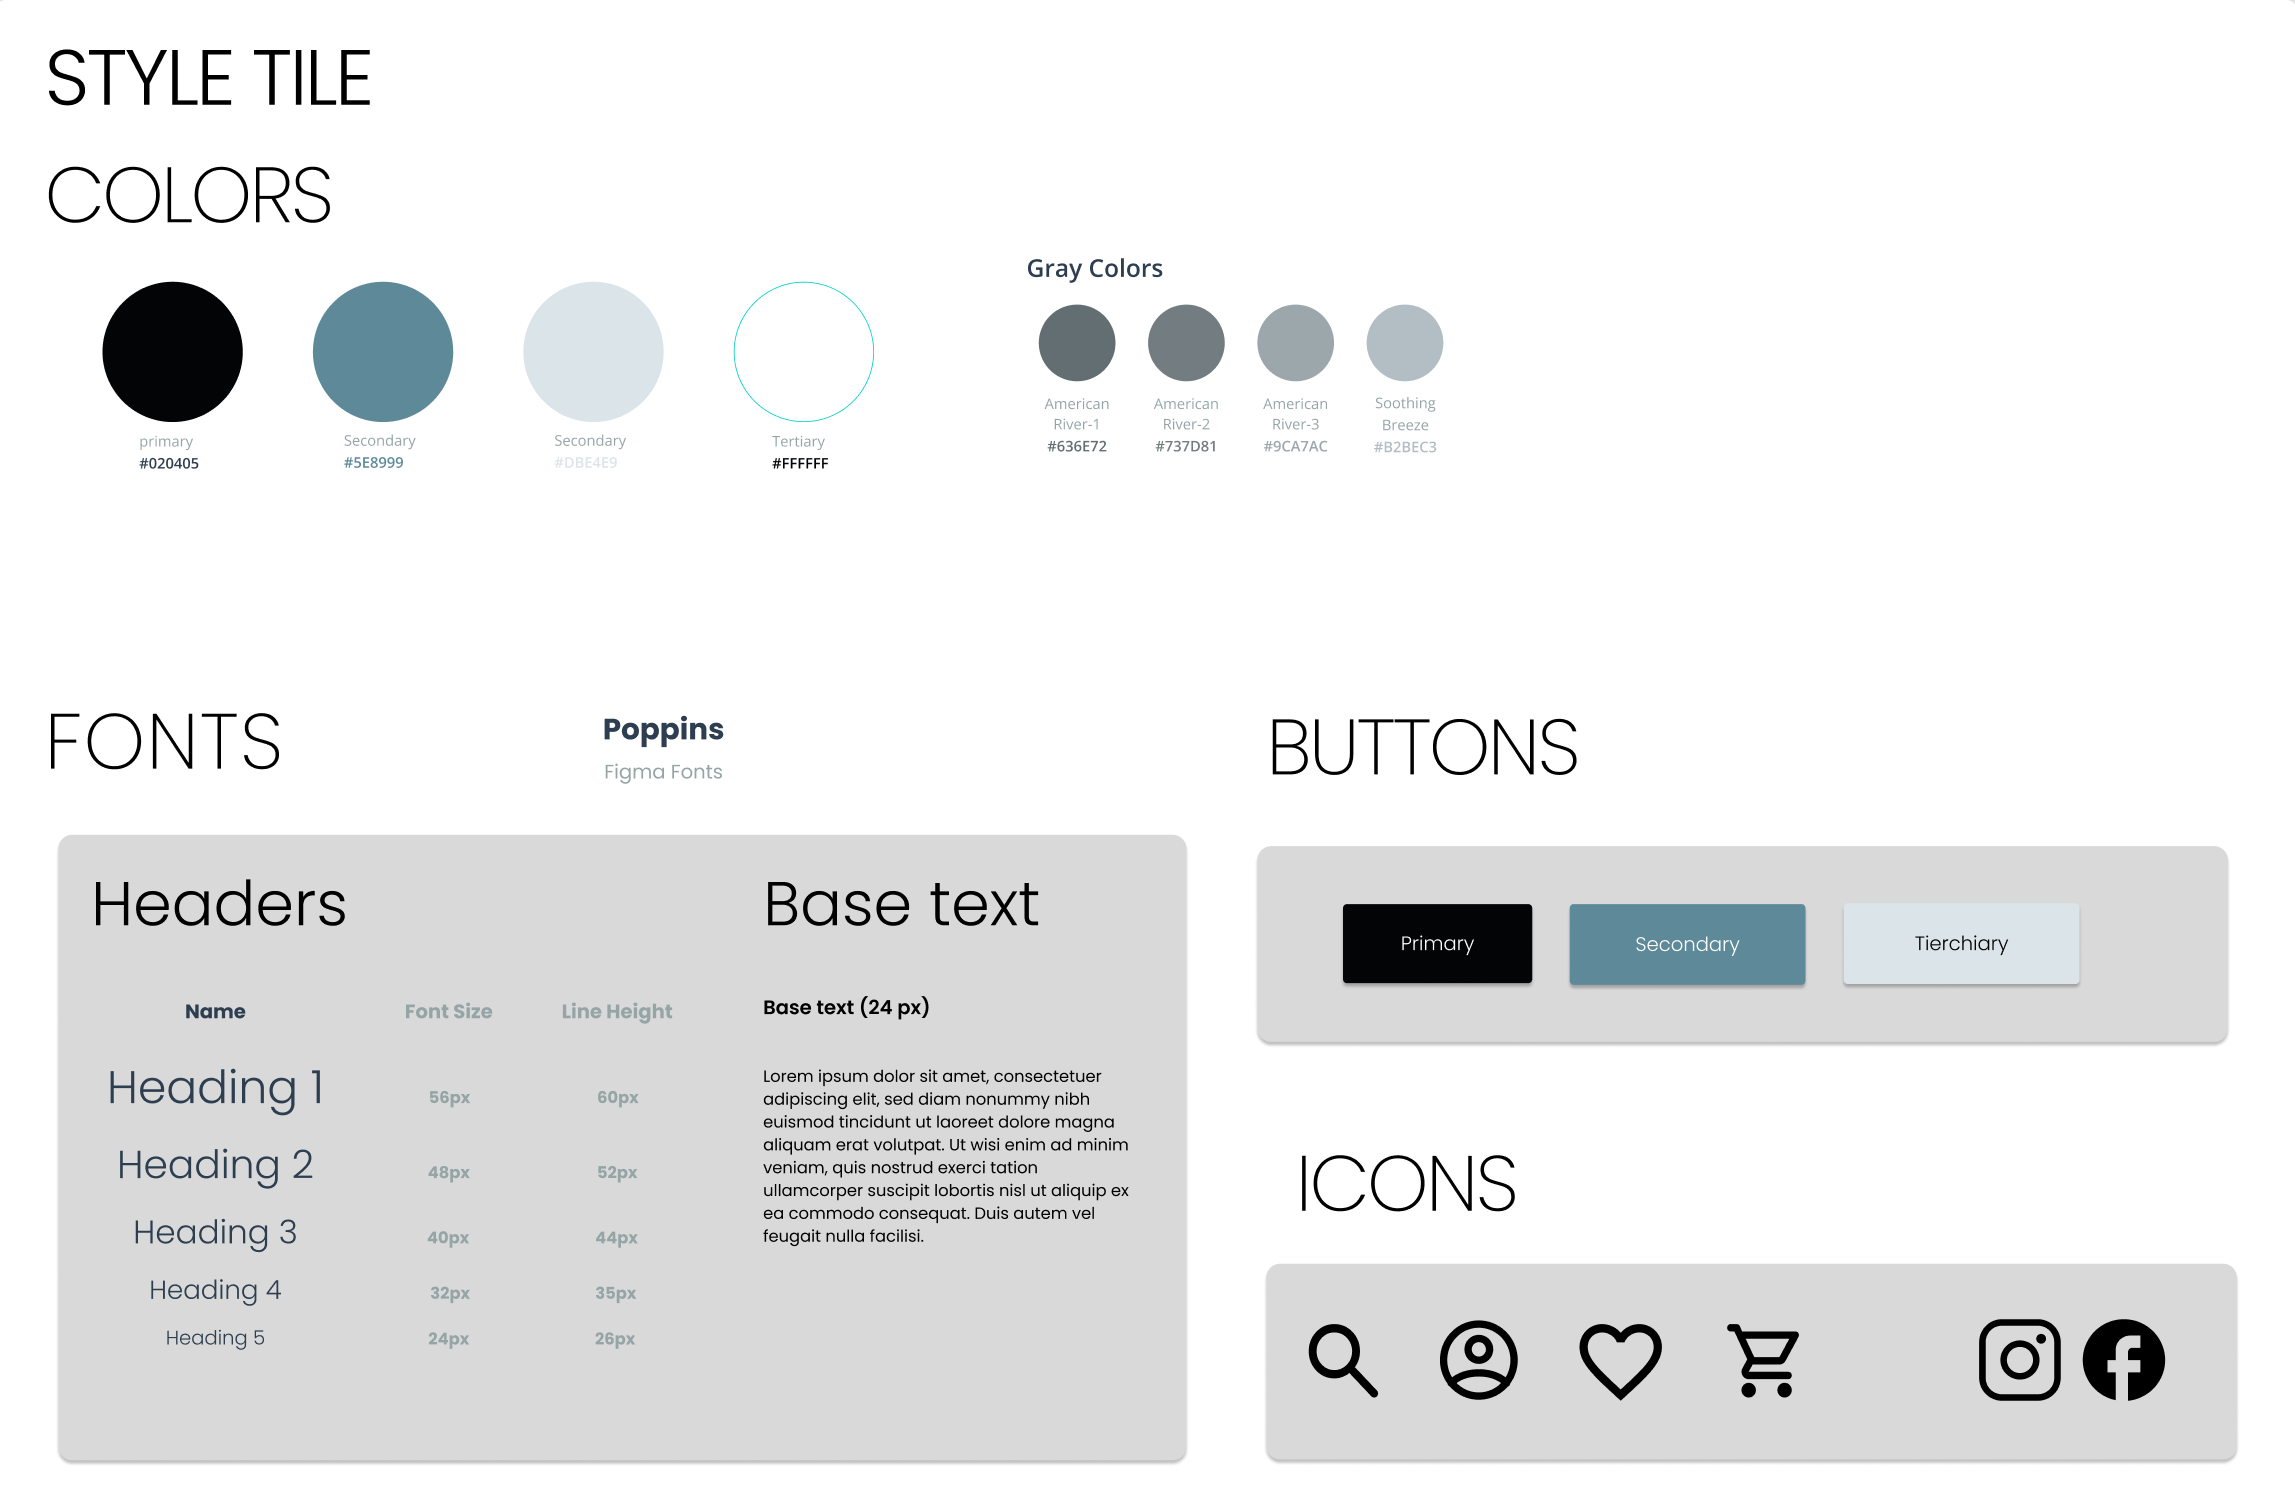 STYLE TILE
COLORS
primary
#020405
Secondary
#5E8999
Secondary
#DBE4E9
Tertiary
#FFFFFF
Gray Colors
American
River-1
#636E72
American
River-2
#737D81
American
River-3
#9CA7AC
Soothing
Breeze
#B2BEC3
FONTS
Poppins
Figma Fonts
Headers
Name Font Size Line Height
Heading 1 56px 60px
Heading 2 48px 52px
Heading 3 40px 44px
Heading 4 32px 35px
Heading 5 24px 26px
Base text
Base text (24 px)
Lorem ipsum dolor sit amet, consectetuer
adipiscing elit, sed diam nonummy nibh
euismod tincidunt ut laoreet dolore magna
aliquam erat volutpat. Ut wisi enim ad minim
veniam, quis nostrud exerci tation
ullamcorper suscipit lobortis nisl ut aliquip ex
ea commodo consequat. Duis autem vel
feugait nulla facilisi.
BUTTONS
Primary
Secondary
Tierchiary
ICONS